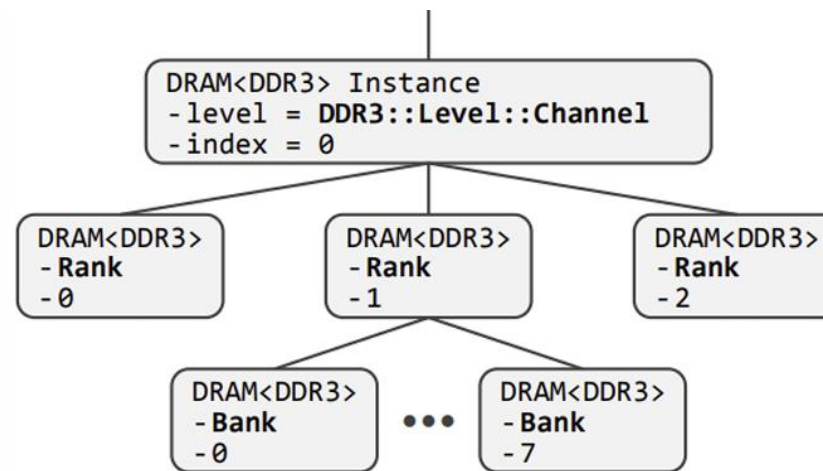 DRAM<DDR3> Instance
-level = DDR3::Level::Channel
-index = 0
DRAM<DDR3>
-Rank
-0
DRAM<DDR3>
-Rank
-1
DRAM<DDR3>
-Rank
-2
DRAM<DDR3>
-Bank
-0
•••
DRAM<DDR3>
-Bank
-7